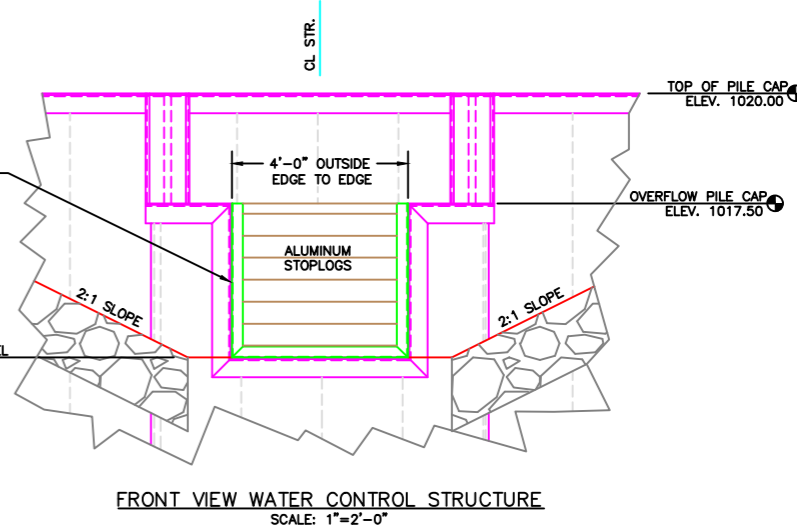 CL STR.
TOP OF PILE CAP
ELEV. 1020.00
4'-0" OUTSIDE
EDGE TO EDGE
OVERFLOW PILE CAP
ELEV. 1017.50
ALUMINUM
STOPLOGS
2:1 SLOPE
2:1 SLOPE
FRONT VIEW WATER CONTROL STRUCTURE
SCALE: 1"=2'-0"